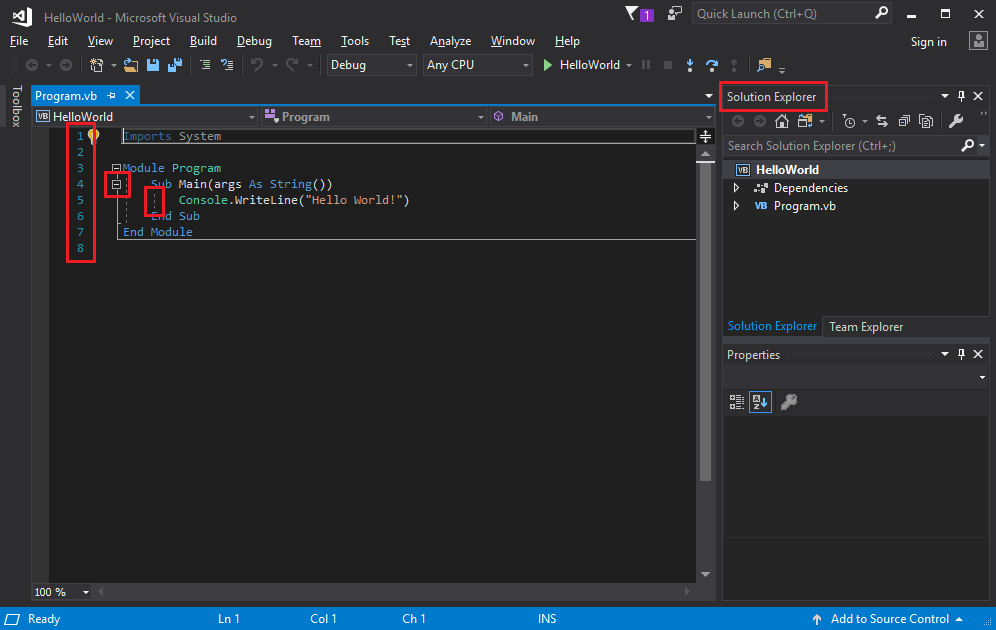 HelloWorld - Microsoft Visual Studio
1
Quick Launch (Ctrl+Q)
File Edit View Project Build Debug Team Tools Test Analyze Window Help
Sign in
Debug Any CPU HelloWorld
Toolbox
Program.vb
VB HelloWorld Program Main
1 Imports System
2
3 Module Program
4 Sub Main(args As String())
5 Console.WriteLine("Hello World!")
6 End Sub
7 End Module
8
100 %
Solution Explorer
Search Solution Explorer (Ctrl+;)
VB HelloWorld
Dependencies
VB Program.vb
Solution Explorer Team Explorer
Properties
A
Z
Ready Ln 1 Col 1 Ch 1 INS Add to Source Control